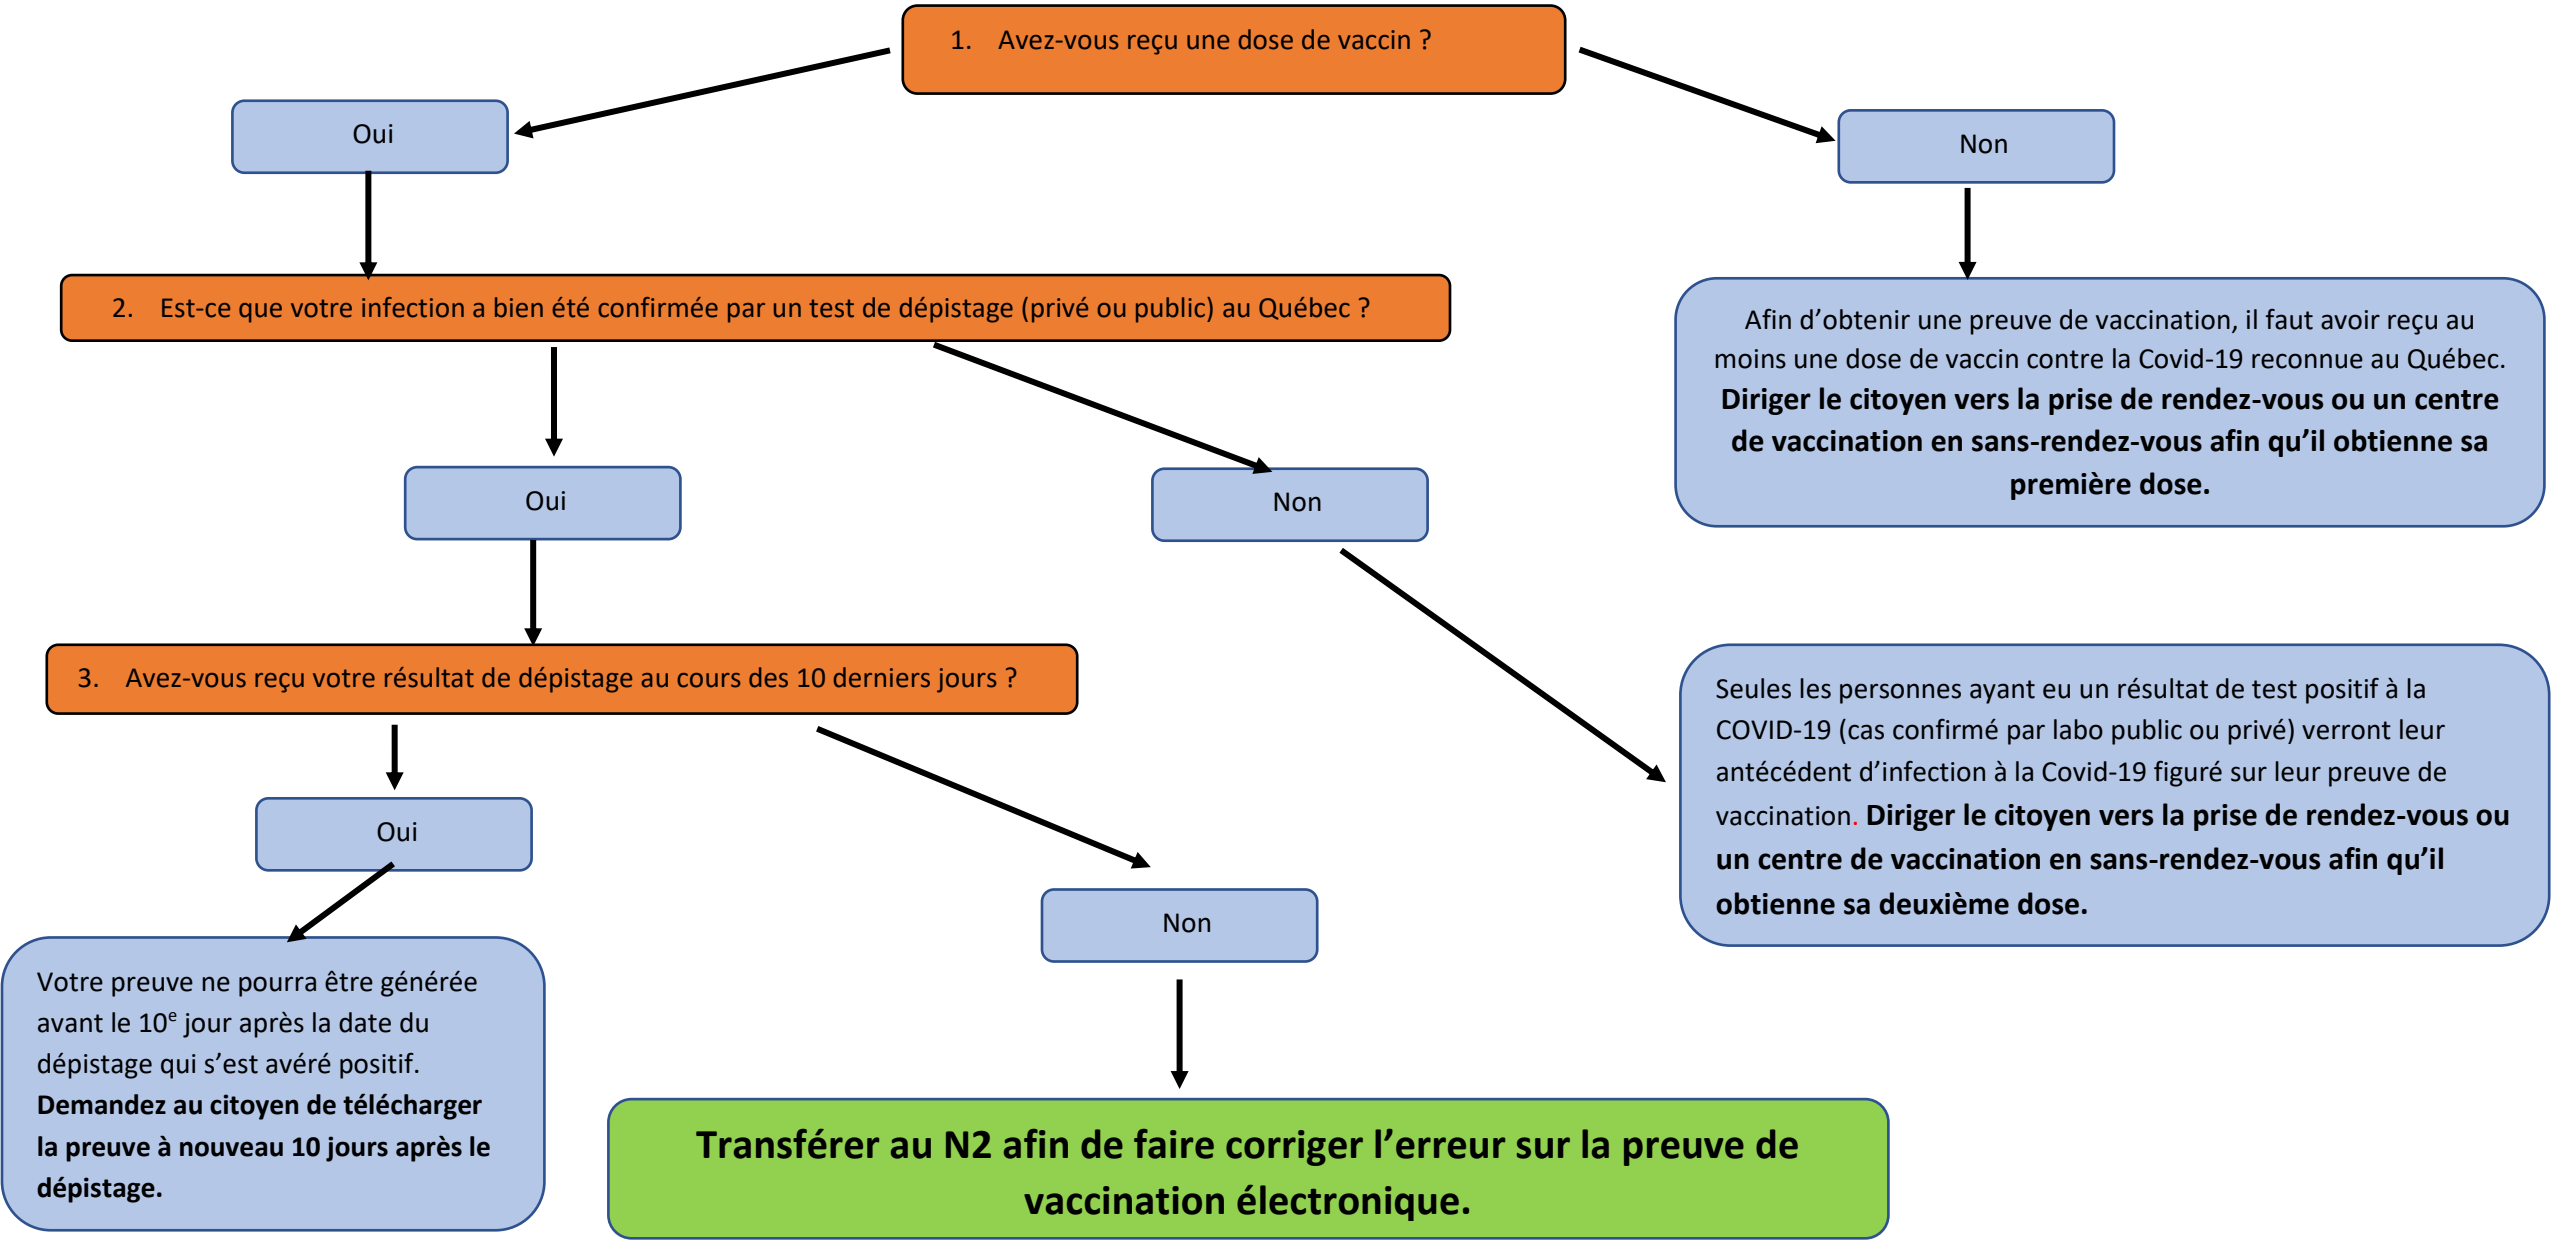 1. Avez-vous reçu une dose de vaccin ?
Oui
Non
2. Est-ce que votre infection a bien été confirmée par un test de dépistage (privé ou public) au Québec ?
Afin d’obtenir une preuve de vaccination, il faut avoir reçu au
moins une dose de vaccin contre la Covid-19 reconnue au Québec.
Diriger le citoyen vers la prise de rendez-vous ou un centre
de vaccination en sans-rendez-vous afin qu’il obtienne sa
première dose.
Oui
Non
3. Avez-vous reçu votre résultat de dépistage au cours des 10 derniers jours ?
Seules les personnes ayant eu un résultat de test positif à la
COVID-19 (cas confirmé par labo public ou privé) verront leur
antécédent d’infection à la Covid-19 figuré sur leur preuve de
vaccination. Diriger le citoyen vers la prise de rendez-vous ou
un centre de vaccination en sans-rendez-vous afin qu’il
obtienne sa deuxième dose.
Oui
Non
Votre preuve ne pourra être générée
avant le 10e jour après la date du
dépistage qui s’est avéré positif.
Demandez au citoyen de télécharger
la preuve à nouveau 10 jours après le
dépistage.
Transférer au N2 afin de faire corriger l’erreur sur la preuve de
vaccination électronique.